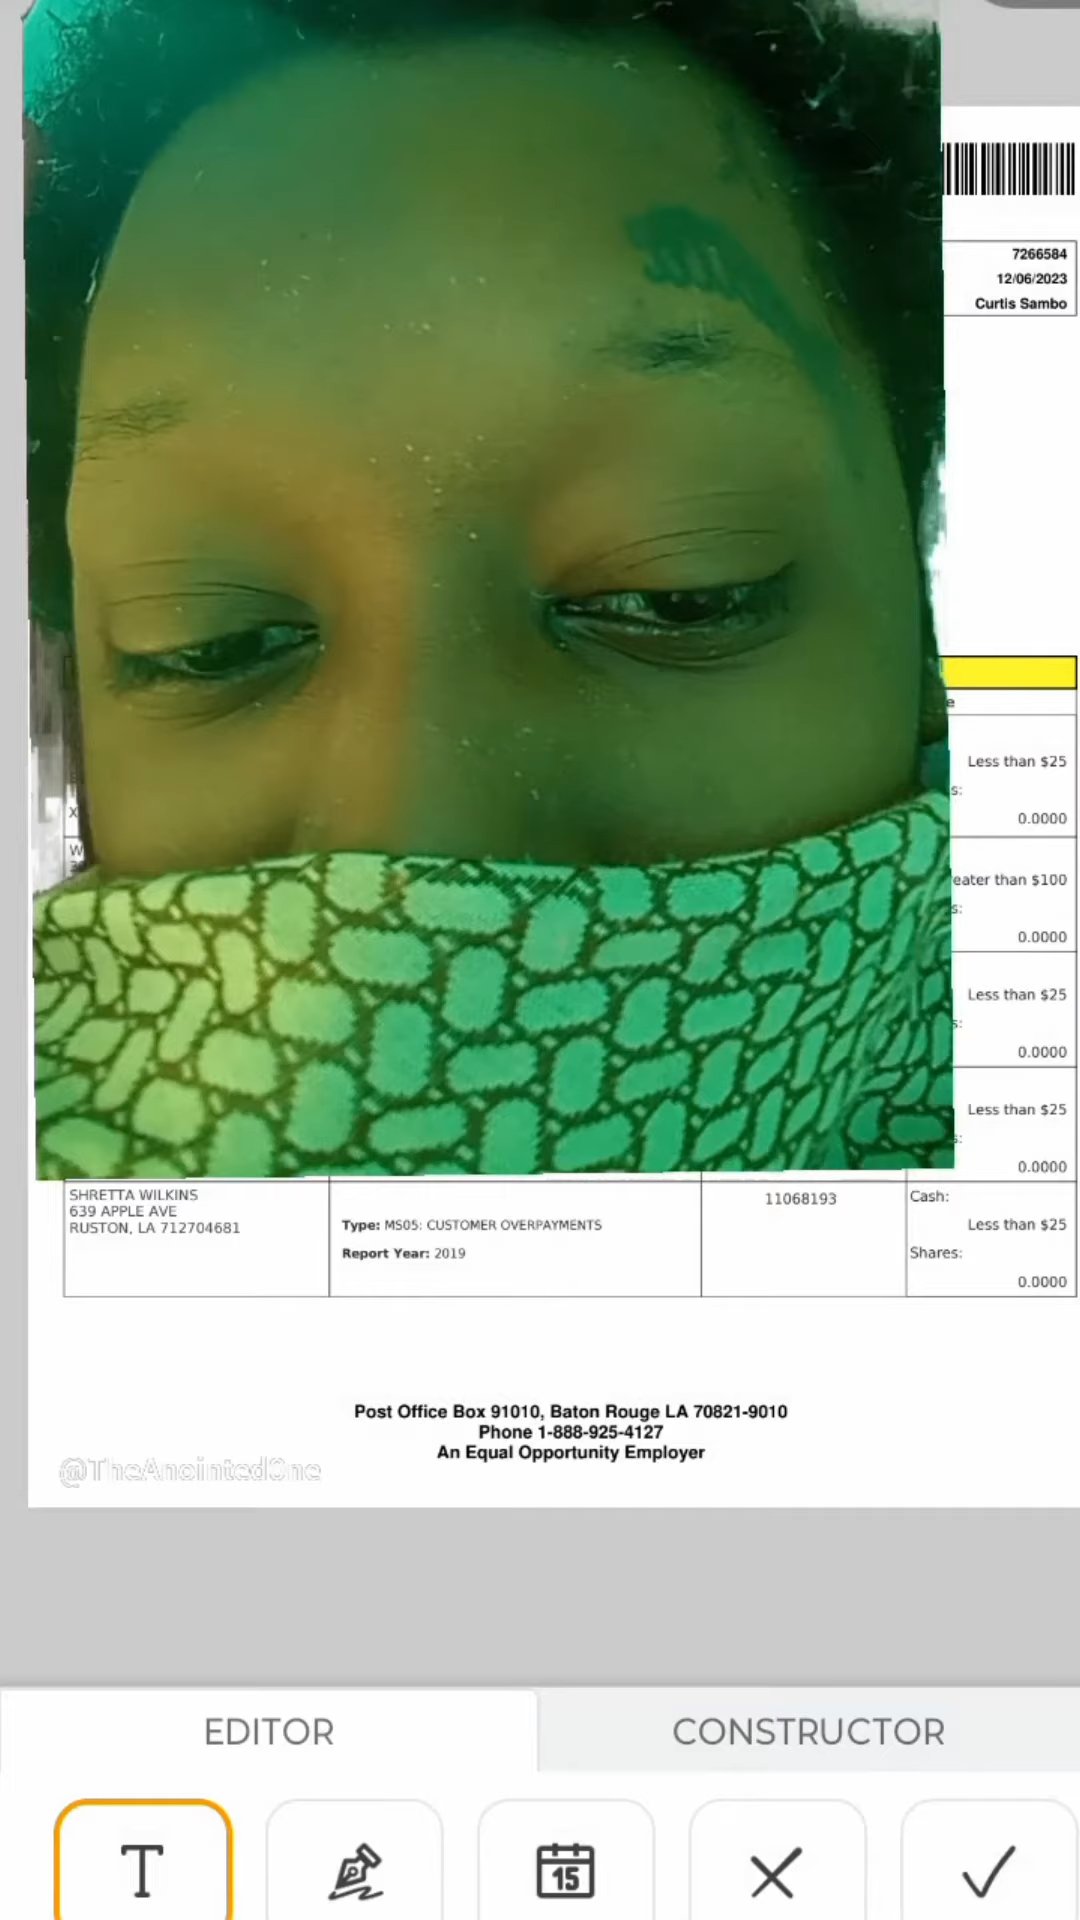 7266584
12/06/2023
Curtis Sambo
e
Less than $25
s:
X
0.0000
W
eater than $100
s:
0.0000
Less than $25
s:
0.0000
Less than $25
s:
0.0000
SHRETTA WILKINS
639 APPLE AVE
RUSTON, LA 712704681
Type: MS05: CUSTOMER OVERPAYMENTS
Report Year: 2019
11068193
Cash:
Less than $25
Shares:
0.0000
Post Office Box 91010, Baton Rouge LA 70821-9010
Phone 1-888-925-4127
An Equal Opportunity Employer
@TheAnointedOne
EDITOR
CONSTRUCTOR
T
15